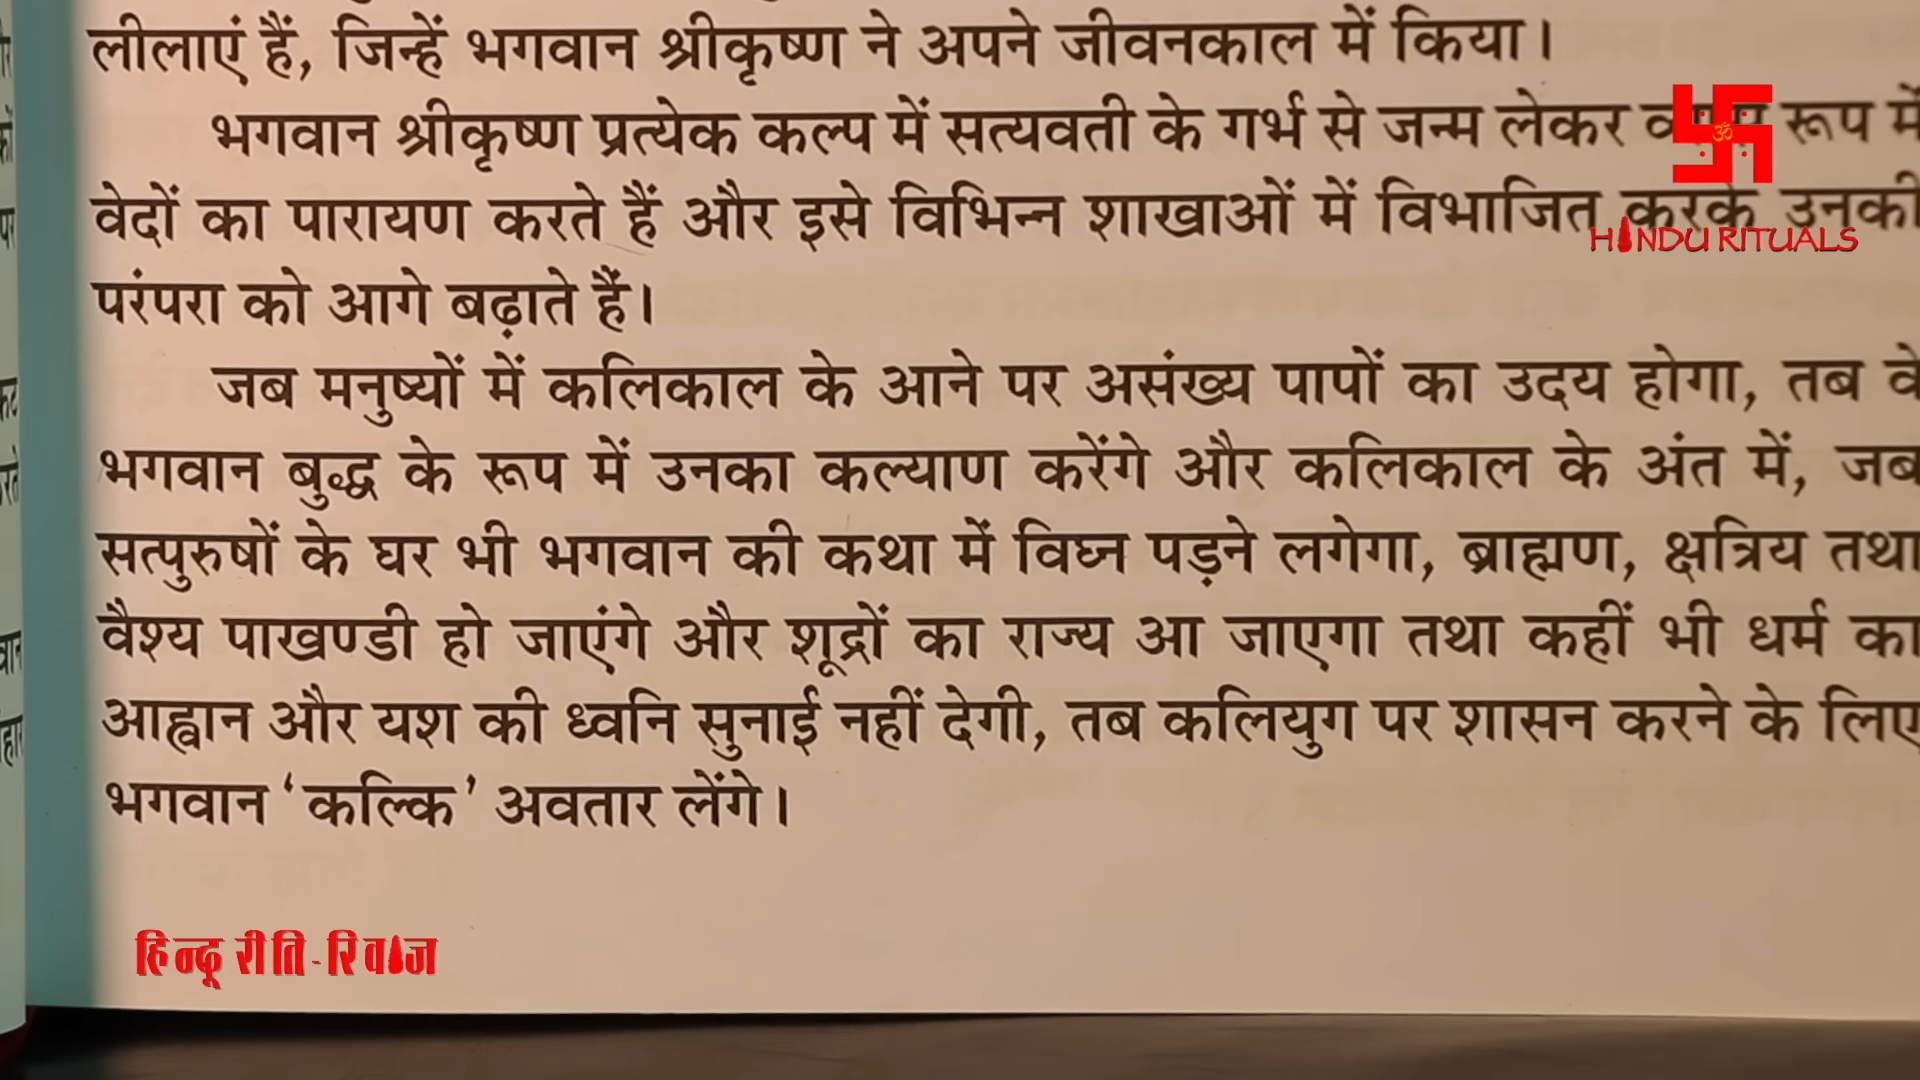 लीलाएं हैं, जिन्हें भगवान श्रीकृष्ण ने अपने जीवनकाल में किया।
भगवान श्रीकृष्ण प्रत्येक कल्प में सत्यवती के गर्भ से जन्म लेकर रूप में
वेदों का पारायण करते हैं और इसे विभिन्न शाखाओं में विभाजित करके उनकी
परंपरा को आगे बढ़ाते हैं।
जब मनुष्यों में कलिकाल के आने पर असंख्य पापों का उदय होगा, तब वे
भगवान बुद्ध के रूप में उनका कल्याण करेंगे और कलिकाल के अंत में, जब
सत्पुरुषों के घर भी भगवान की कथा में विघ्न पड़ने लगेगा, ब्राह्मण, क्षत्रिय तथा
वैश्य पाखण्डी हो जाएंगे और शूद्रों का राज्य आ जाएगा तथा कहीं भी धर्म का
आह्वान और यश की ध्वनि सुनाई नहीं देगी, तब कलियुग पर शासन करने के लिए
भगवान ‘कल्कि’ अवतार लेंगे।
ॐ
HINDU RITUALS
हिन्दू रीति-रिवाज